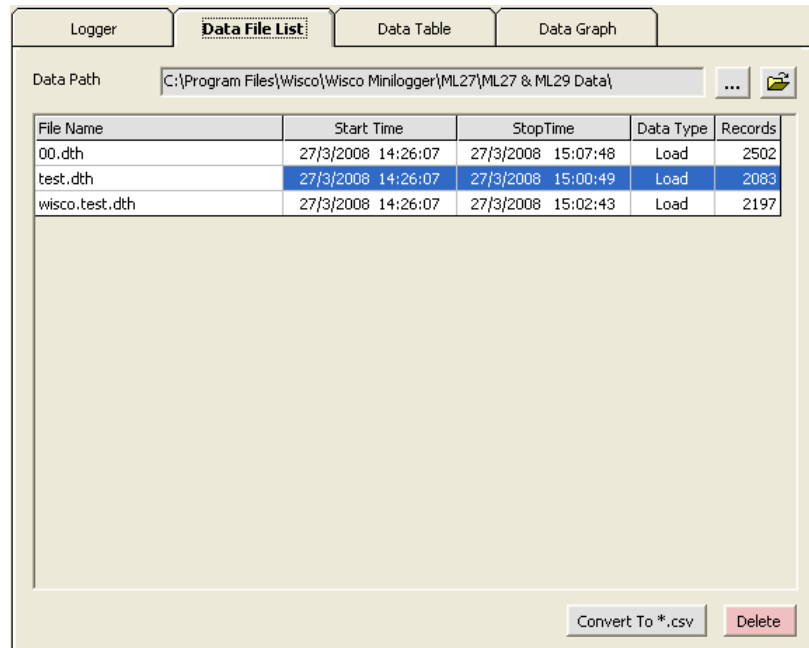 Logger Data File List Data Table Data Graph
Data Path C:\Program Files\Wisco\Wisco Minilogger\ML27\ML27 & ML29 Data\ ...
File Name Start Time StopTime Data Type Records
00.dth 27/3/2008 14:26:07 27/3/2008 15:07:48 Load 2502
test.dth 27/3/2008 14:26:07 27/3/2008 15:00:49 Load 2083
wisco.test.dth 27/3/2008 14:26:07 27/3/2008 15:02:43 Load 2197
Convert To *.csv Delete